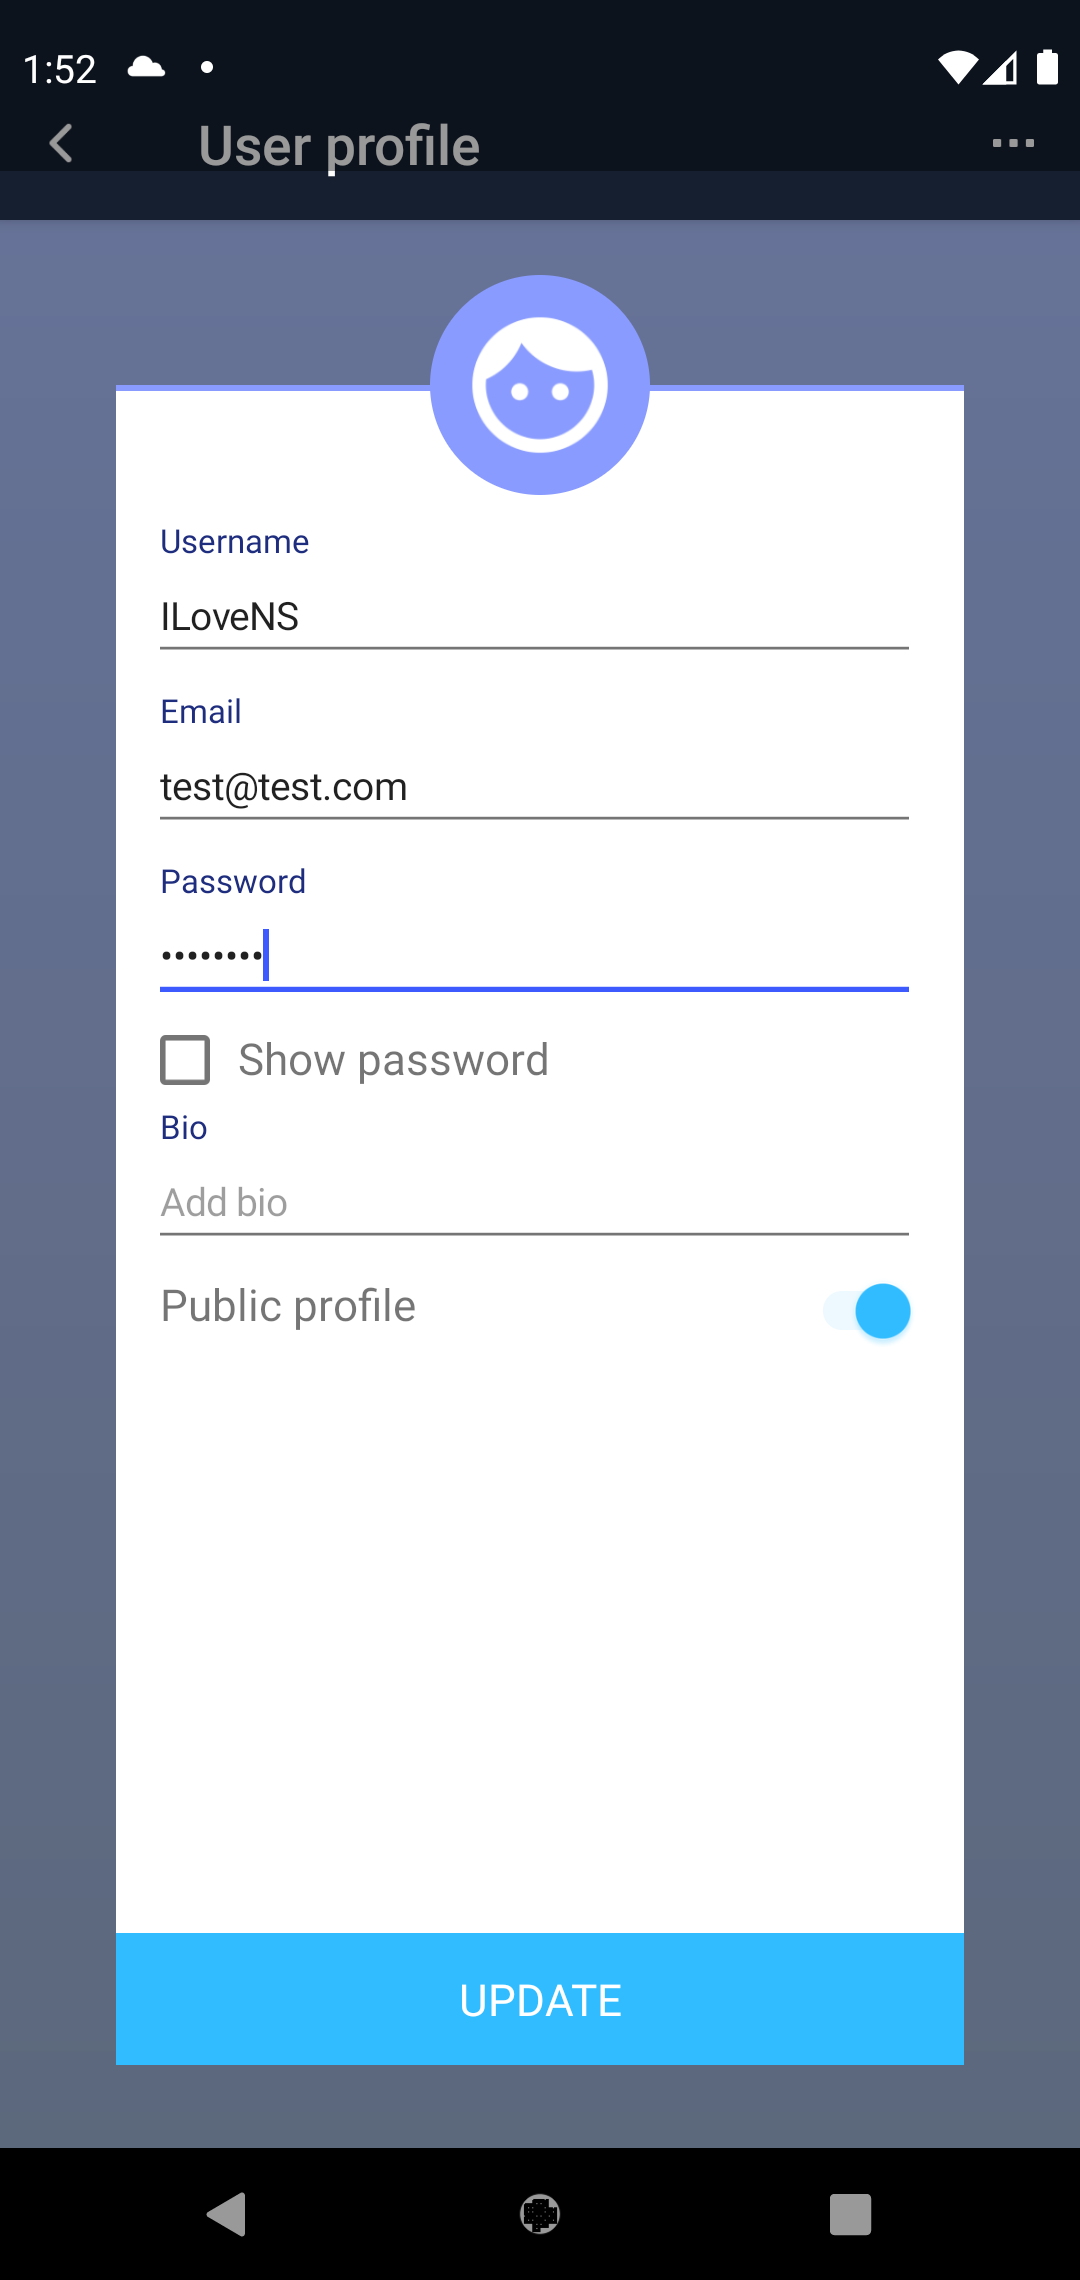 1:52
User profile
Username
ILoveNS
Email
test@test.com
Password
••••••••
Show password
Bio
Add bio
Public profile
UPDATE